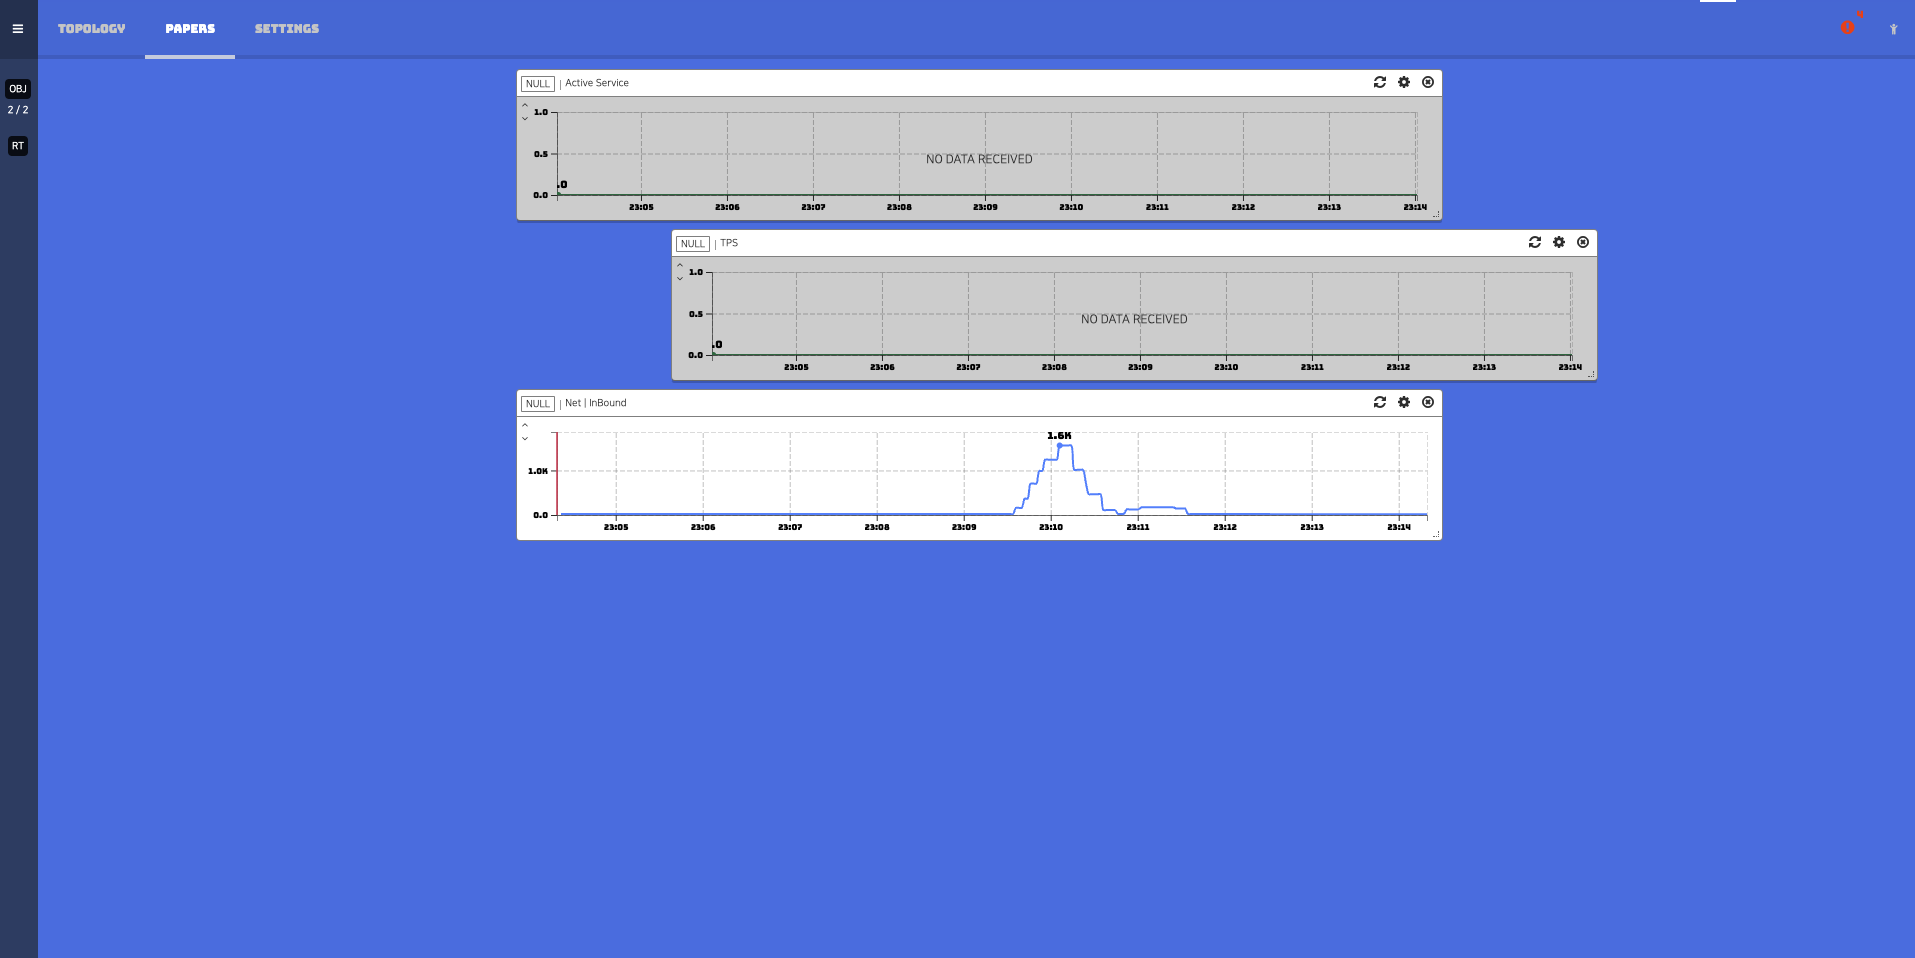 TOPOLOGY PAPERS SETTINGS
OBJ
2 / 2
RT
NULL | Active Service
1.0
0.5
NO DATA RECEIVED
.0
0.0
23:05 23:06 23:07 23:08 23:09 23:10 23:11 23:12 23:13 23:14
NULL | TPS
1.0
0.5
NO DATA RECEIVED
.0
0.0
23:05 23:06 23:07 23:08 23:09 23:10 23:11 23:12 23:13 23:14
NULL | Net | InBound
1.6K
1.0K
0.0
23:05 23:06 23:07 23:08 23:09 23:10 23:11 23:12 23:13 23:14